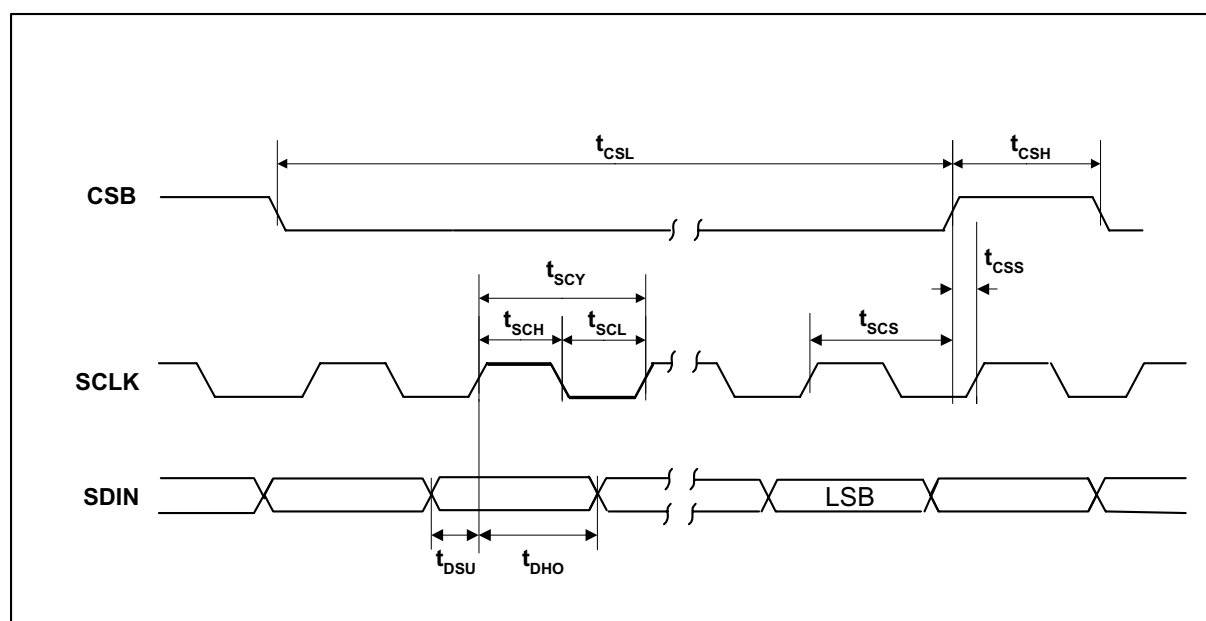 tCSL
tCSH
CSB
tCSS
tSCY
tSCH
tSCL
tSCS
SCLK
SDIN
LSB
tDSU
tDHO